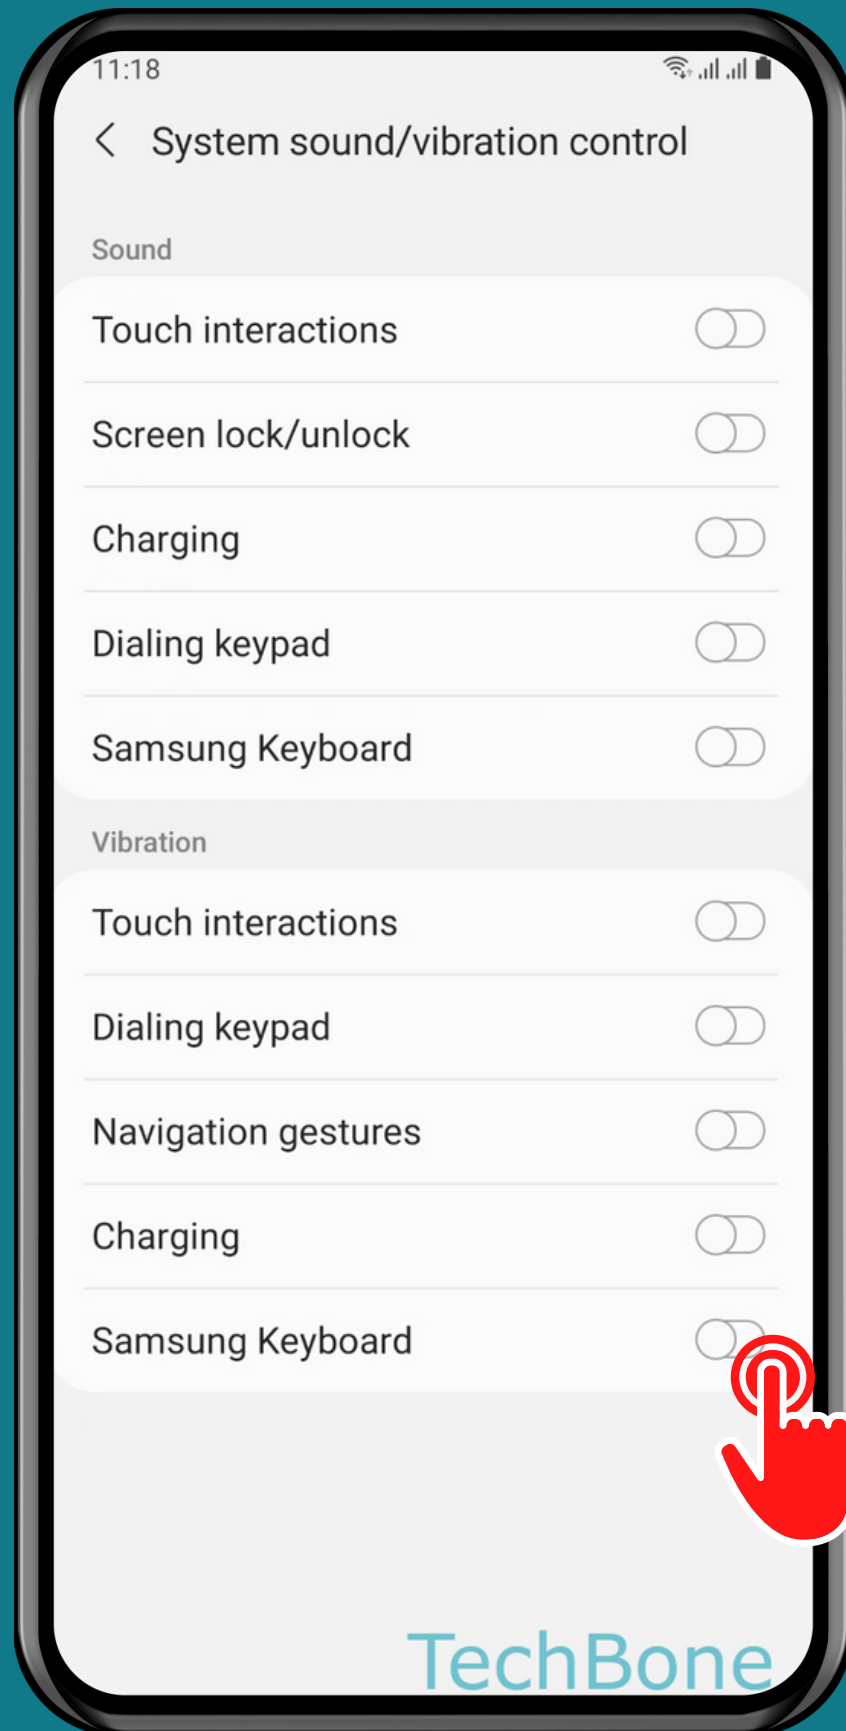 11:18
System sound/vibration control
Sound
Touch interactions
Screen lock/unlock
Charging
Dialing keypad
Samsung Keyboard
Vibration
Touch interactions
Dialing keypad
Navigation gestures
Charging
Samsung Keyboard
TechBone